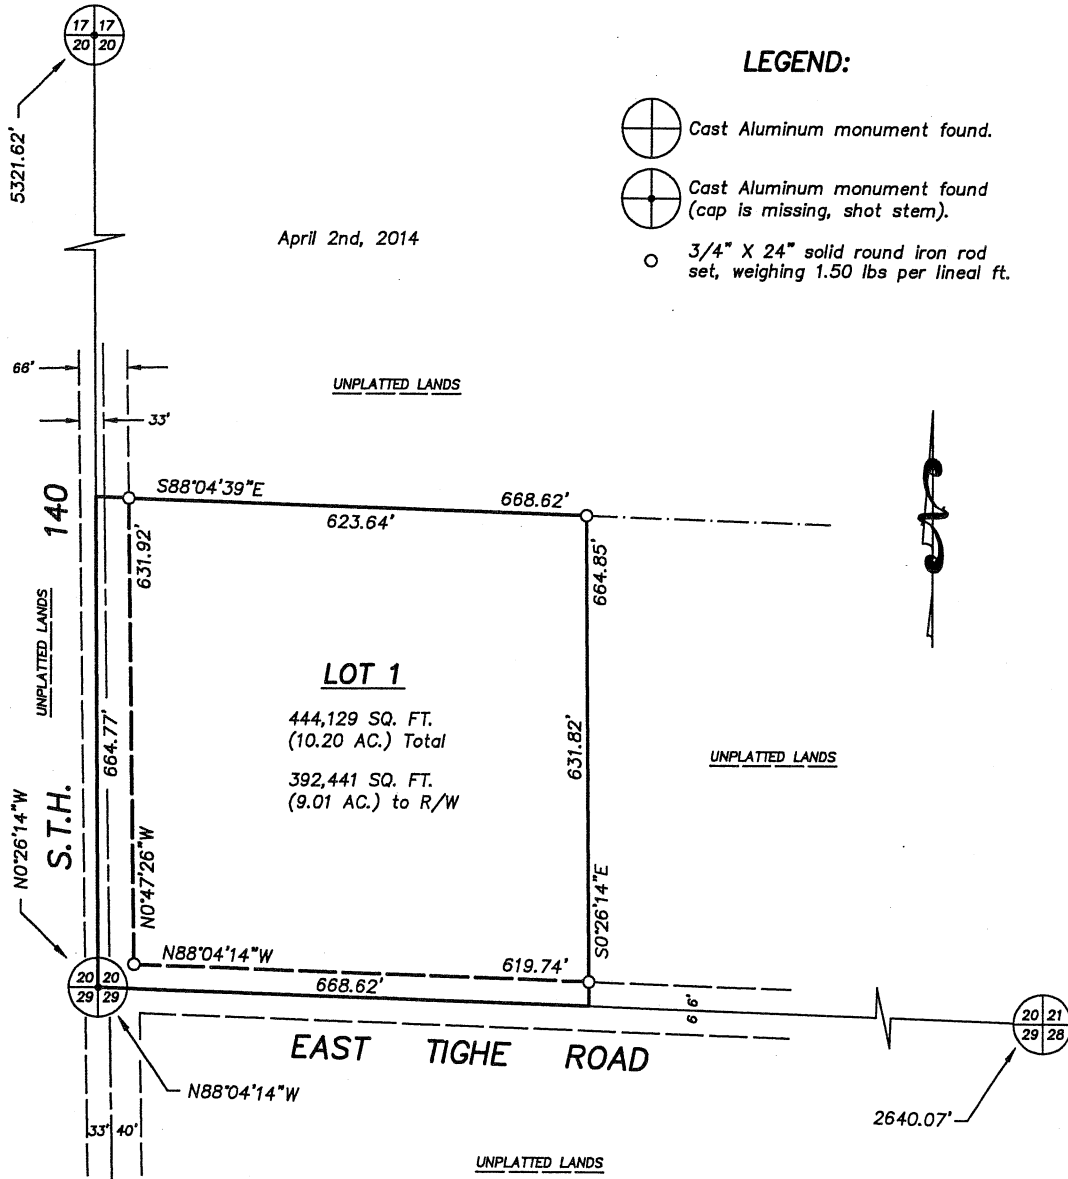 17 17
20 20
5321.62'
LEGEND:
Cast Aluminum monument found.
Cast Aluminum monument found
(cap is missing, shot stem).
3/4" X 24" solid round iron rod
set, weighing 1.50 lbs per lineal ft.
April 2nd, 2014
66'
33'
UNPLATTED LANDS
S88°04'39"E
668.62'
623.64'
631.92'
664.85'
S.T.H. 140
UNPLATTED LANDS
664.77'
LOT 1
444,129 SQ. FT.
(10.20 AC.) Total
392,441 SQ. FT.
(9.01 AC.) to R/W
631.82'
UNPLATTED LANDS
N0°26'14"W
N0°47'26"W
S0°26'14"E
N88°04'14"W
619.74'
668.62'
20 20
29 29
6'6'
20 21
29 28
EAST TIGHE ROAD
N88°04'14"W
2640.07'
33' 40'
UNPLATTED LANDS